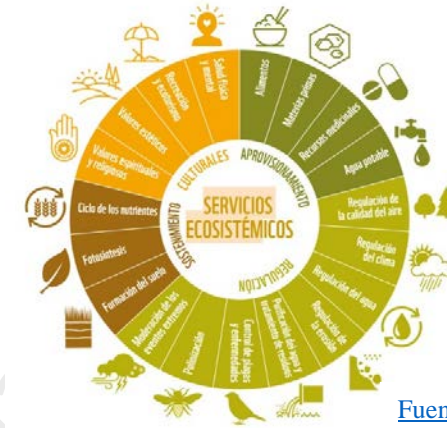 SERVICIOS
ECOSISTÉMICOS
APROVISIONAMIENTO
Alimentos
Materias primas
Recursos medicinales
Agua potable
REGULACIÓN
Regulación de
la calidad del aire
Regulación
del clima
Regulación del agua
Regulación de
la erosión
Purificación del agua y
tratamiento de residuos
Control de plagas
y enfermedades
Polinización
Moderación de los
eventos extremos
SOSTENIMIENTO
Formación del suelo
Fotosíntesis
Ciclo de los nutrientes
CULTURALES
Valores espirituales
y religiosos
Valores estéticos
Recreación
y ecoturismo
Salud física
y mental
Fuen